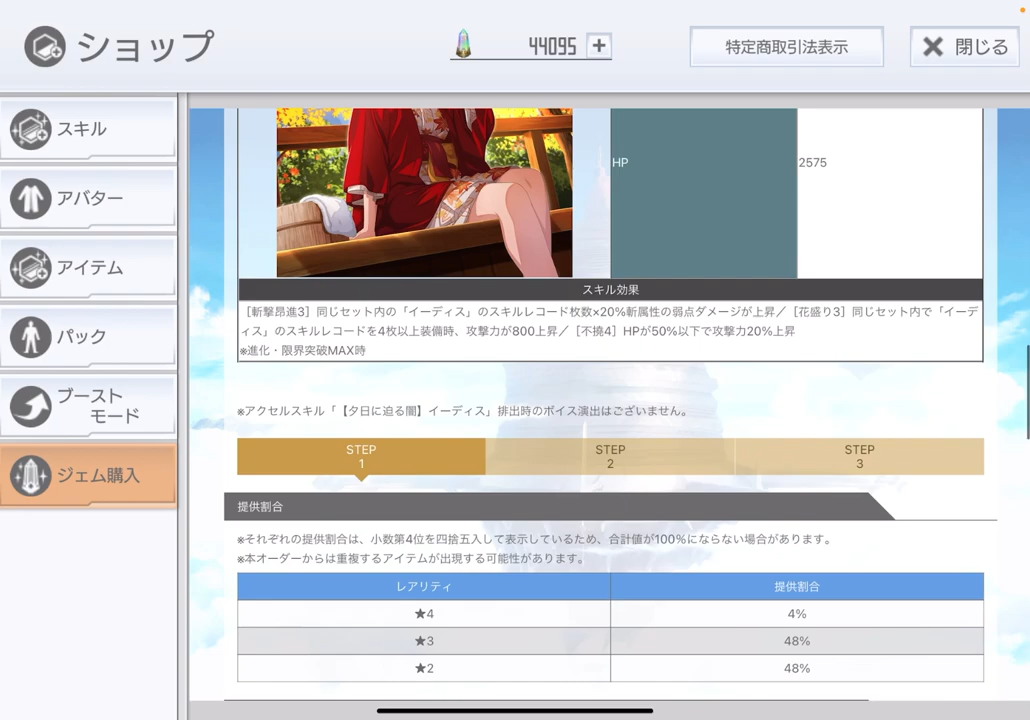 ショップ
44095
特定商取引法表示
閉じる
スキル
アバター
アイテム
パック
ブースト
モード
ジェム購入
HP
2575
スキル効果
［斬撃昂進3］同じセット内の「イーディス」のスキルレコード枚数×20%斬属性の弱点ダメージが上昇／［花盛り3］同じセット内で「イーデ
ィス」のスキルレコードを4枚以上装備時、攻撃力が800上昇／［不撓4］HPが50%以下で攻撃力20%上昇
※進化・限界突破MAX時
※アクセルスキル「【夕日に迫る闇】イーディス」排出時のボイス演出はございません。
STEP
1
STEP
2
STEP
3
提供割合
※それぞれの提供割合は、小数第4位を四捨五入して表示しているため、合計値が100％にならない場合があります。
※本オーダーからは重複するアイテムが出現する可能性があります。
レアリティ
提供割合
★4
4%
★3
48%
★2
48%